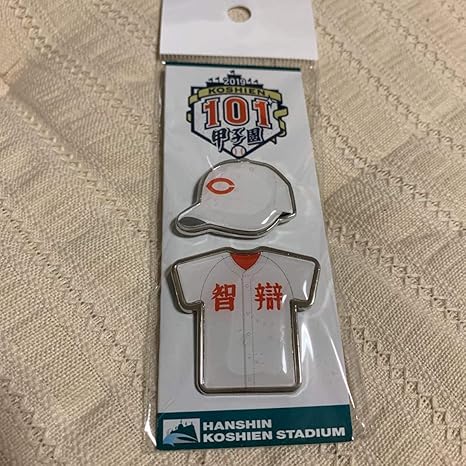 2019
KOSHIEN
101
甲子園
C
智辯
HANSHIN
KOSHIEN STADIUM